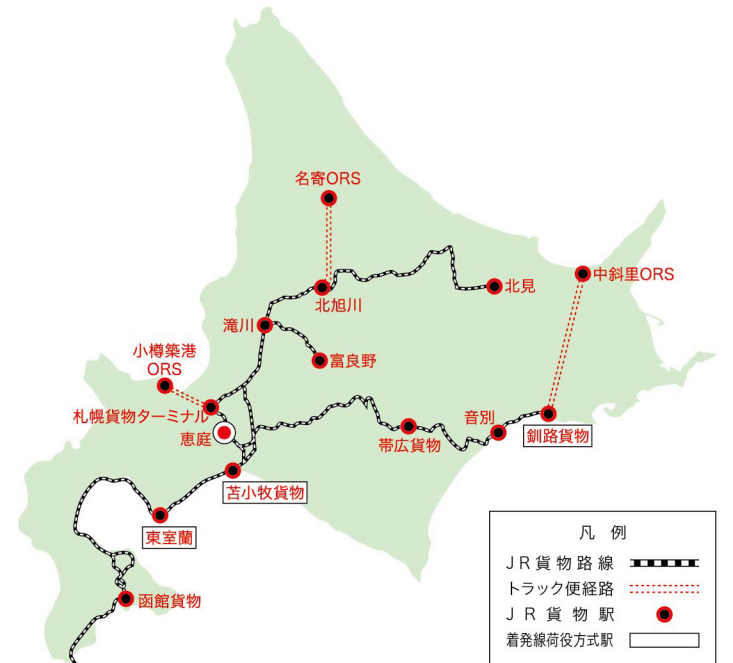 名寄ORS
中斜里ORS
北見
北旭川
滝川
小樽築港
ORS
富良野
札幌貨物ターミナル
音別
恵庭
帯広貨物
釧路貨物
苫小牧貨物
東室蘭
函館貨物
凡 例
JR貨物路線
トラック便経路
JR貨物駅
着発線荷役方式駅